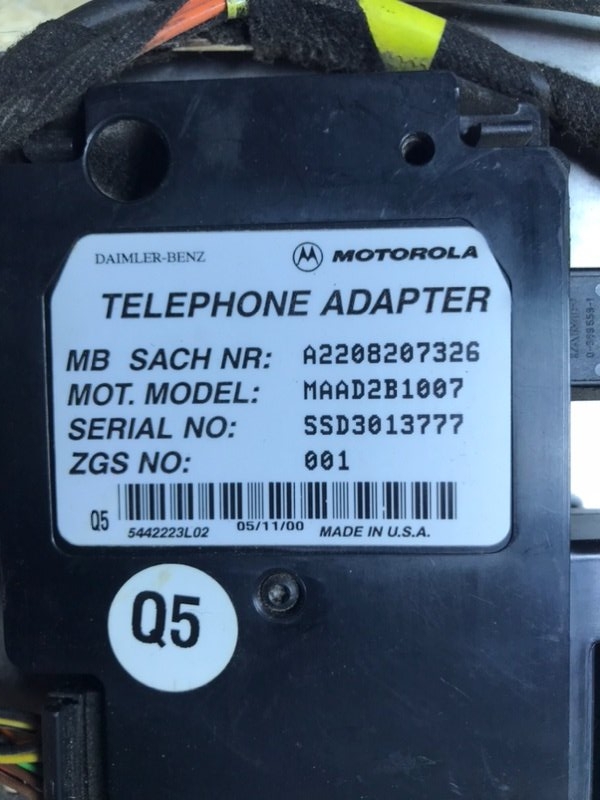 DAIMLER-BENZ MOTOROLA
TELEPHONE ADAPTER
MB SACH NR: A2208207326
MOT. MODEL: MAAD2B1007
SERIAL NO: SSD3013777
ZGS NO: 001
Q5 5442223L02 05/11/00 MADE IN U.S.A.
Q5